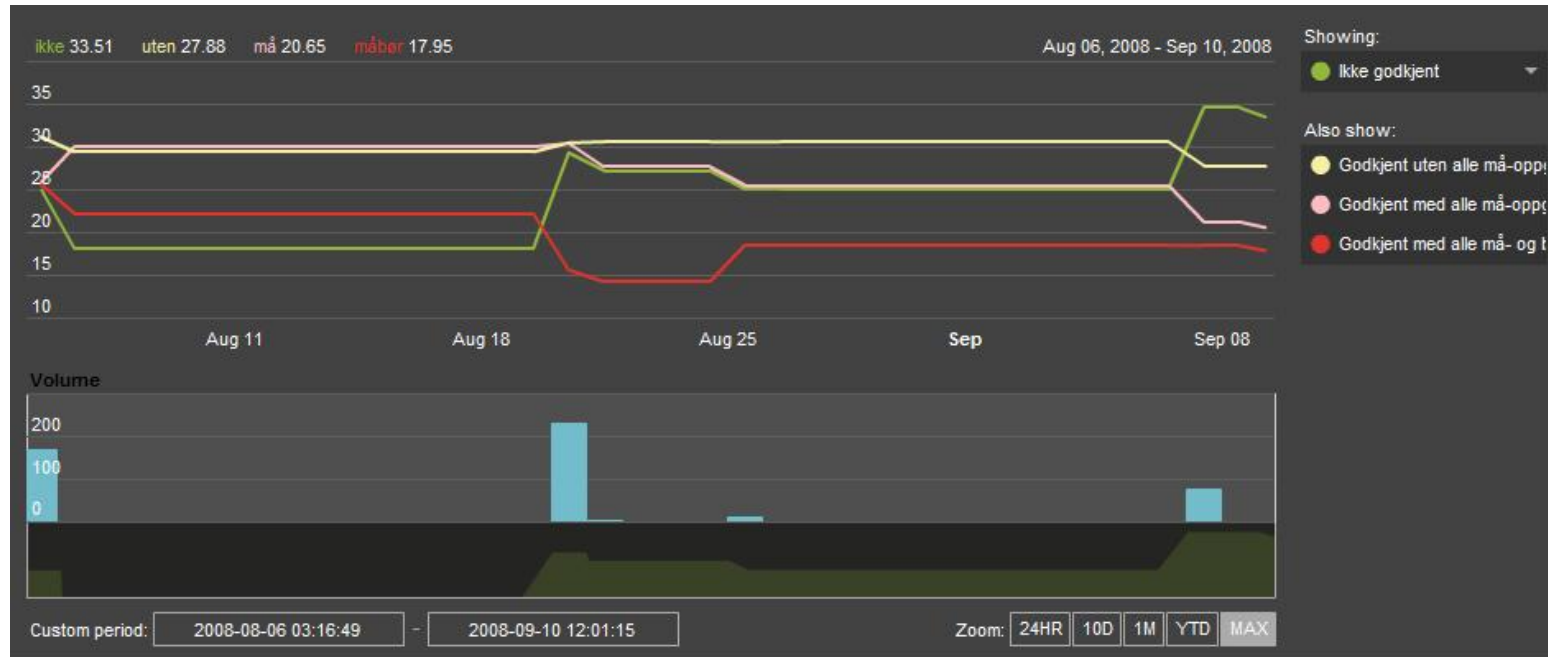 ikke 33.51 uten 27.88 må 20.65 måbør 17.95 Aug 06, 2008 - Sep 10, 2008
Showing:
Ikke godkjent
35
30
25
20
15
10
Also show:
Godkjent uten alle må-oppg
Godkjent med alle må-oppg
Godkjent med alle må- og b
Aug 11 Aug 18 Aug 25 Sep Sep 08
Volume
200
100
0
Custom period: 2008-08-06 03:16:49 - 2008-09-10 12:01:15 Zoom: 24HR 10D 1M YTD MAX